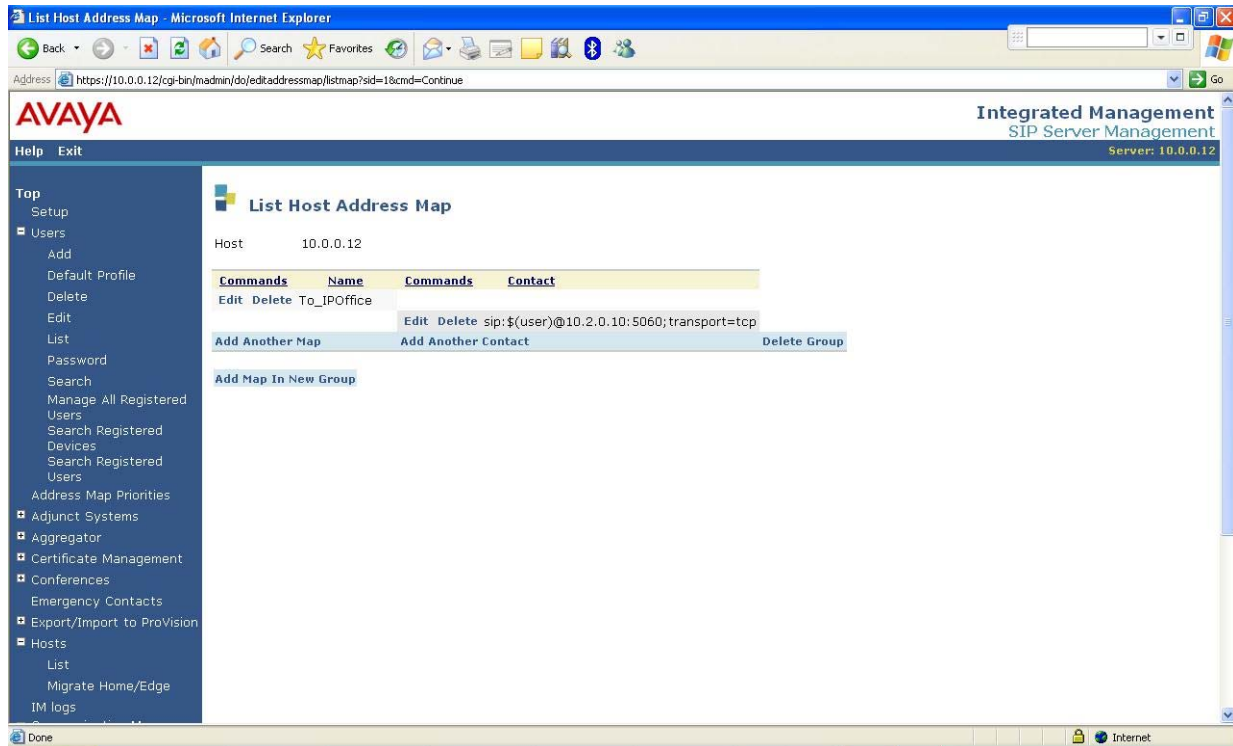 List Host Address Map - Microsoft Internet Explorer
Back Search Favorites
Address https://10.0.0.12/cgi-bin/madmin/do/editaddressmap/listmap?sid=1&cmd=Continue Go
AVAYA
Integrated Management
SIP Server Management
Help Exit
Server: 10.0.0.12
Top
Setup
Users
Add
Default Profile
Delete
Edit
List
Password
Search
Manage All Registered
Users
Search Registered
Devices
Search Registered
Users
Address Map Priorities
Adjunct Systems
Aggregator
Certificate Management
Conferences
Emergency Contacts
Export/Import to ProVision
Hosts
List
Migrate Home/Edge
IM logs
List Host Address Map
Host 10.0.0.12
Commands Name Commands Contact
Edit Delete To_IPOffice
Edit Delete sip:$(user)@10.2.0.10:5060;transport=tcp
Add Another Map Add Another Contact Delete Group
Add Map In New Group
Done Internet